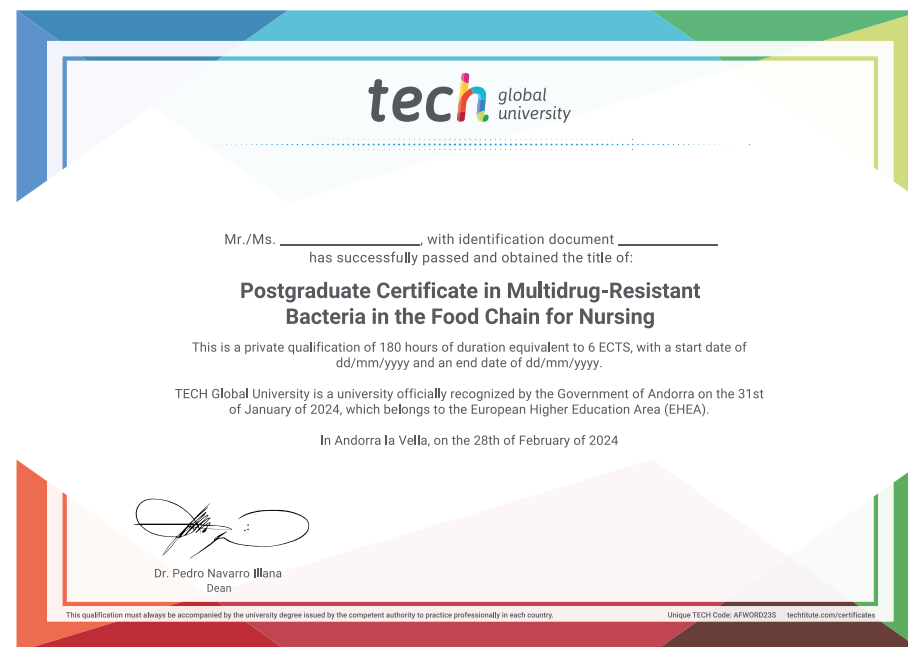 tech global university
Mr./Ms. ____________, with identification document ____________
has successfully passed and obtained the title of:
Postgraduate Certificate in Multidrug-Resistant
Bacteria in the Food Chain for Nursing
This is a private qualification of 180 hours of duration equivalent to 6 ECTS, with a start date of
dd/mm/yyyy and an end date of dd/mm/yyyy.
TECH Global University is a university officially recognized by the Government of Andorra on the 31st
of January of 2024, which belongs to the European Higher Education Area (EHEA).
In Andorra la Vella, on the 28th of February of 2024
Dr. Pedro Navarro Illana
Dean
This qualification must always be accompanied by the university degree issued by the competent authority to practice professionally in each country.
Unique TECH Code: AFWORD23S techtitute.com/certificates